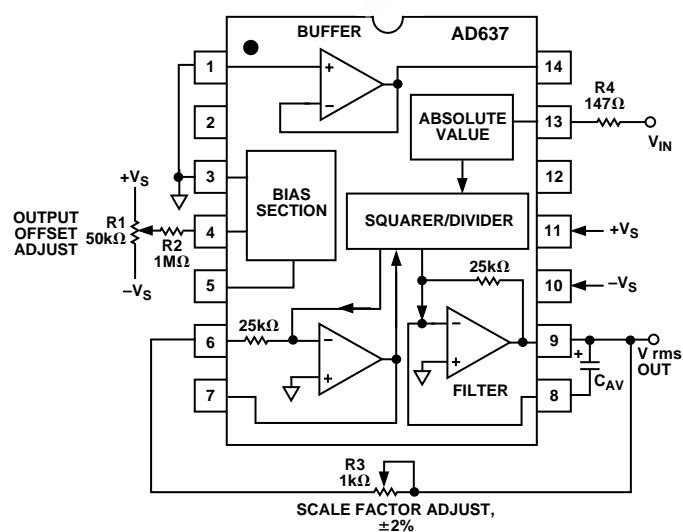 BUFFER
AD637
1
14
+
−
R4
147Ω
ABSOLUTE
VALUE
2
13
VIN
3
12
+VS
BIAS
SECTION
OUTPUT
OFFSET
ADJUST
R1
50kΩ
4
R2
1MΩ
SQUARER/DIVIDER
11
+VS
−VS
5
25kΩ
10
−VS
6
25kΩ
−
+
−
+
9
+
V rms
OUT
CAV
FILTER
7
8
R3
1kΩ
SCALE FACTOR ADJUST,
±2%